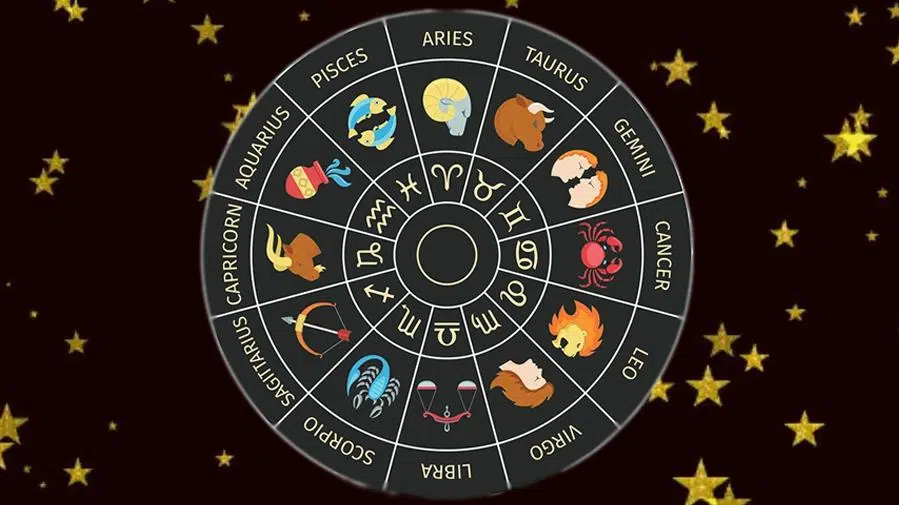 ARIES
TAURUS
GEMINI
CANCER
LEO
VIRGO
LIBRA
SCORPIO
SAGITTARIUS
CAPRICORN
AQUARIUS
PISCES